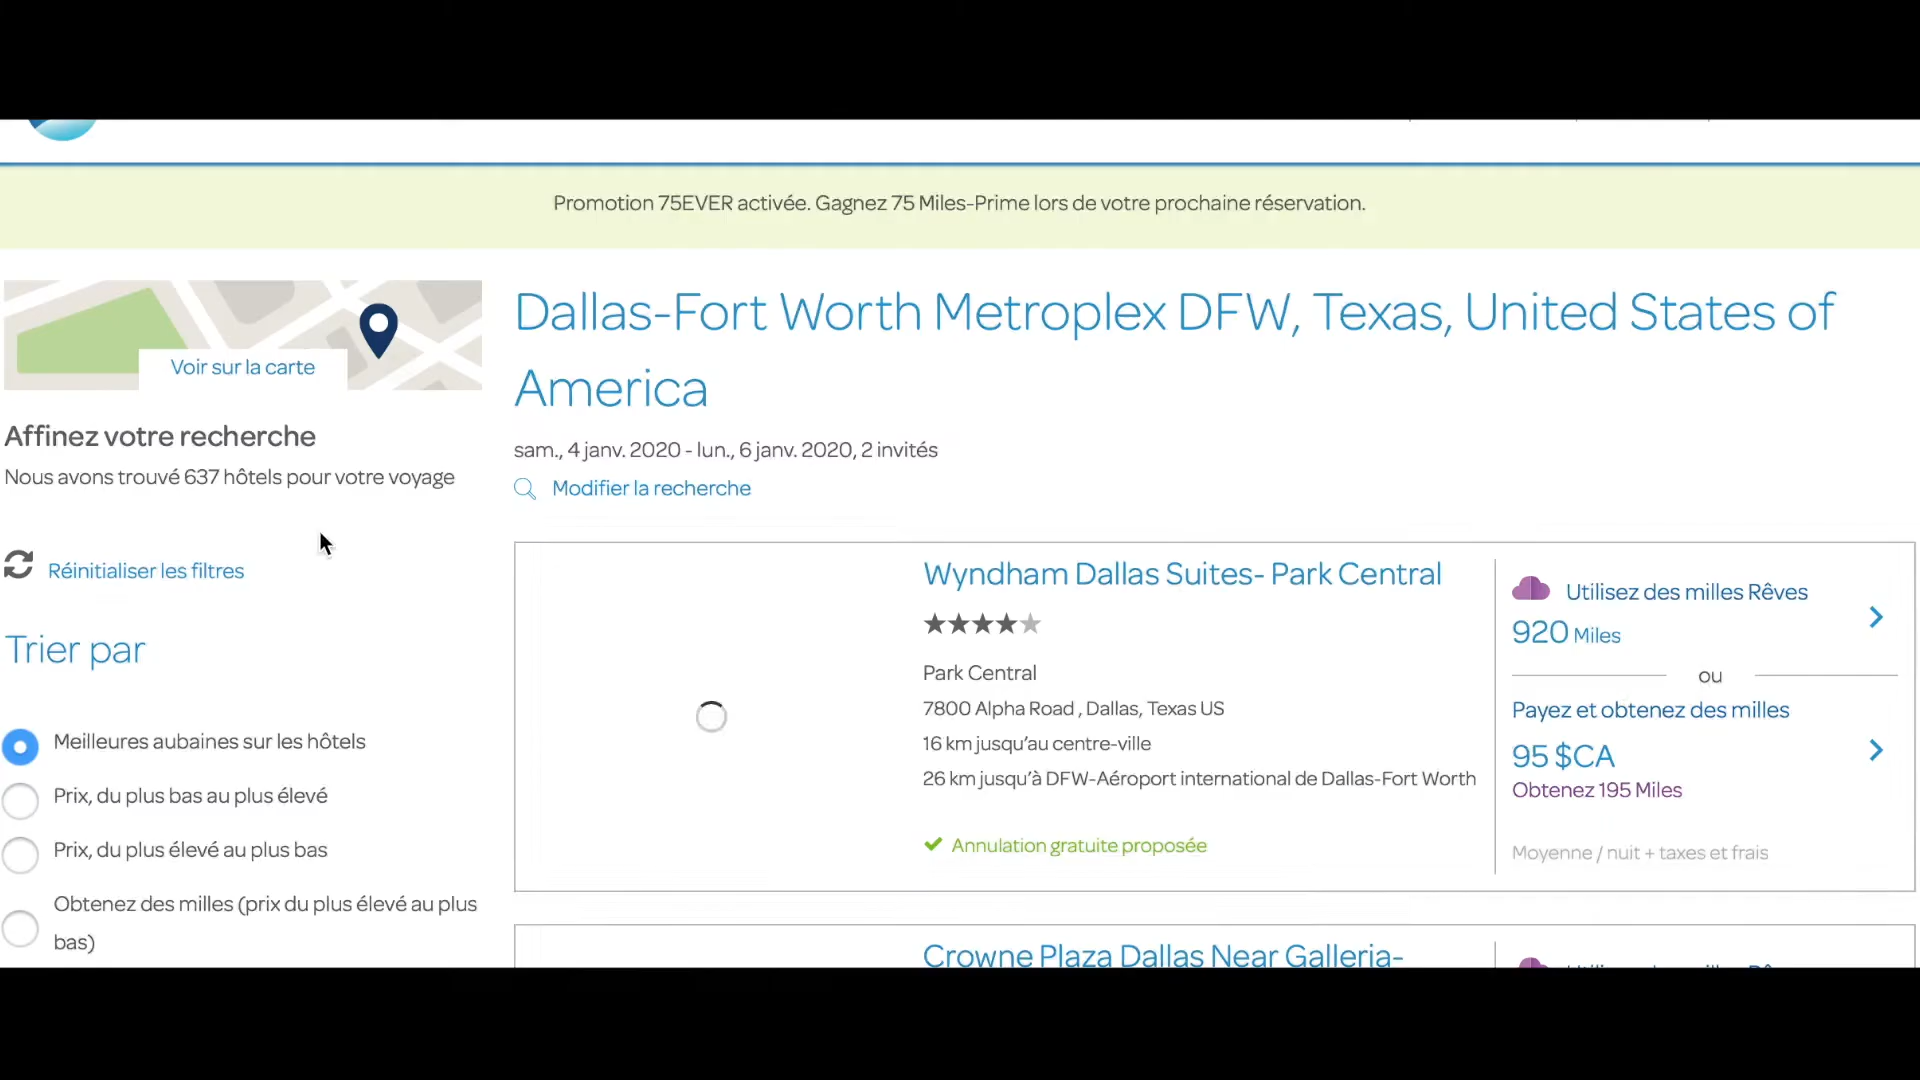 Promotion 75EVER activée. Gagnez 75 Miles-Prime lors de votre prochaine réservation.
Voir sur la carte
Affinez votre recherche
Nous avons trouvé 637 hôtels pour votre voyage
Réinitialiser les filtres
Trier par
Meilleures aubaines sur les hôtels
Prix, du plus bas au plus élevé
Prix, du plus élevé au plus bas
Obtenez des milles (prix du plus élevé au plus
bas)
Dallas-Fort Worth Metroplex DFW, Texas, United States of
America
sam., 4 janv. 2020 - lun., 6 janv. 2020, 2 invités
Modifier la recherche
Wyndham Dallas Suites- Park Central
Park Central
7800 Alpha Road , Dallas, Texas US
16 km jusqu'au centre-ville
26 km jusqu'à DFW-Aéroport international de Dallas-Fort Worth
Annulation gratuite proposée
Utilisez des milles Rêves
920 Miles
ou
Payez et obtenez des milles
95 $CA
Obtenez 195 Miles
Moyenne / nuit + taxes et frais
Crowne Plaza Dallas Near Galleria-